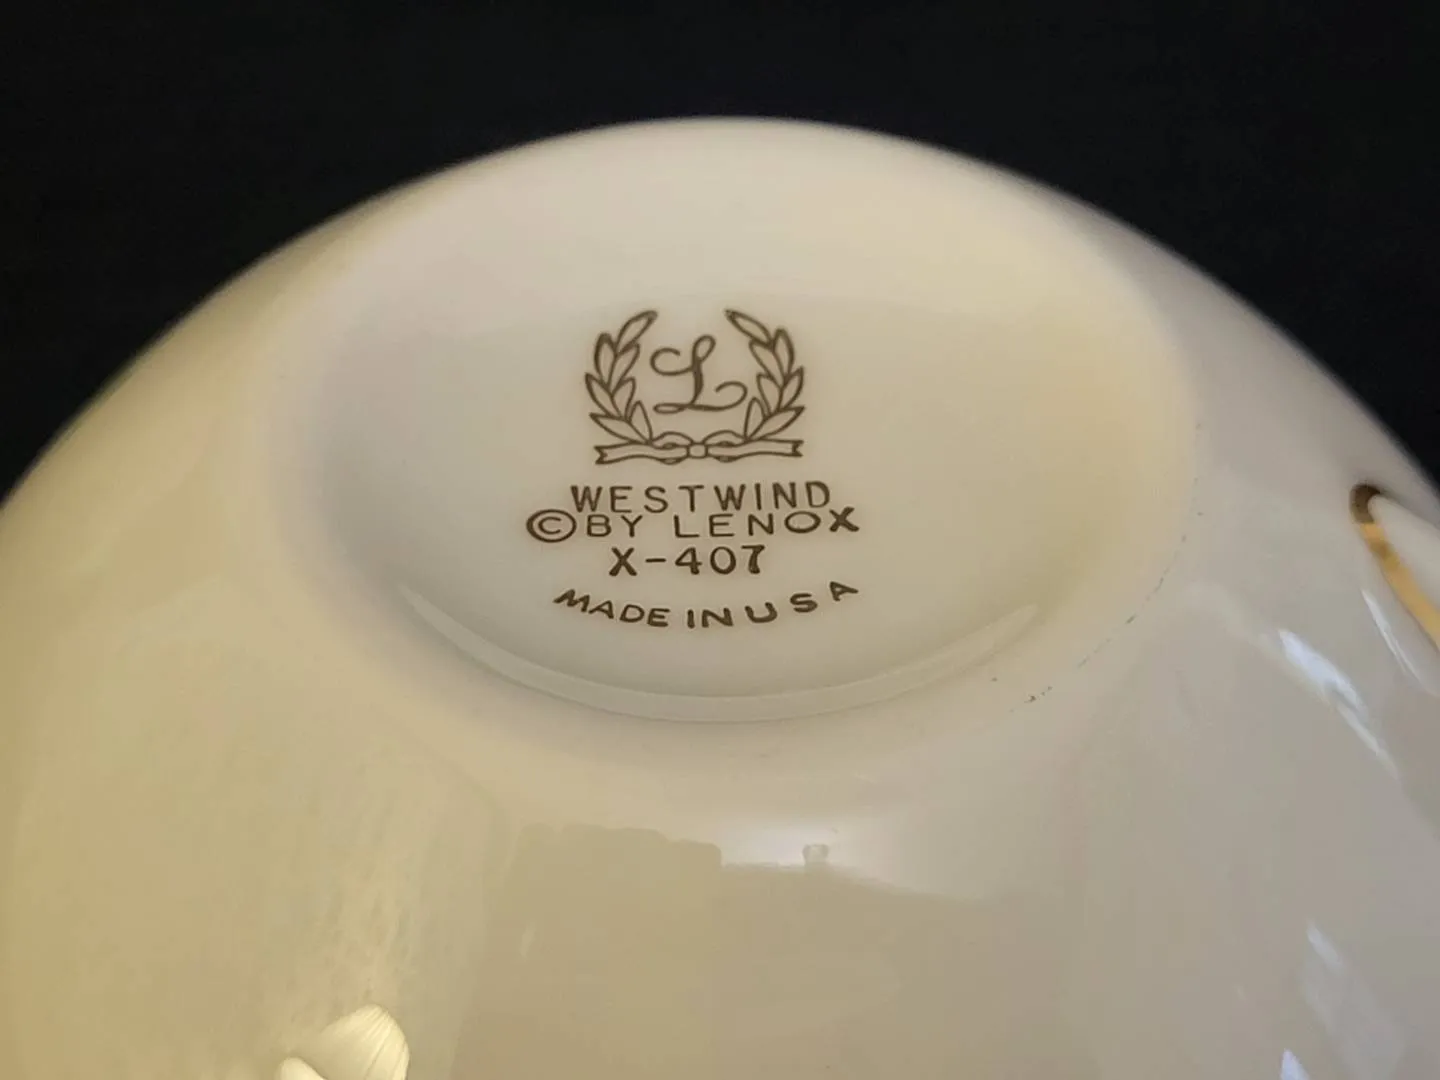 L
WESTWIND
©BY LENOX
X-407
MADE IN USA